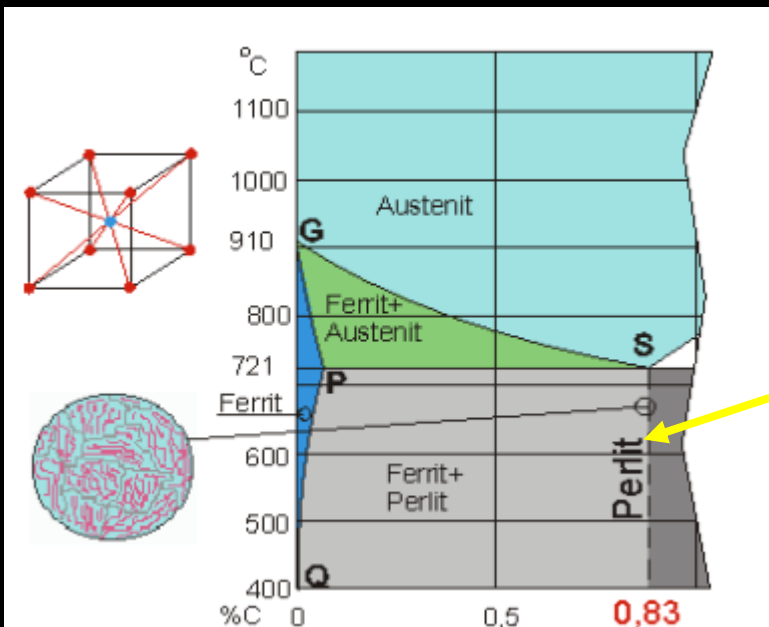 °C
1100
1000
Austenit
910
G
Ferrit+
Austenit
800
S
721
P
Ferrit
600
Ferrit+
Perlit
Perlit
500
Q
400
%C 0 0,5 0,83